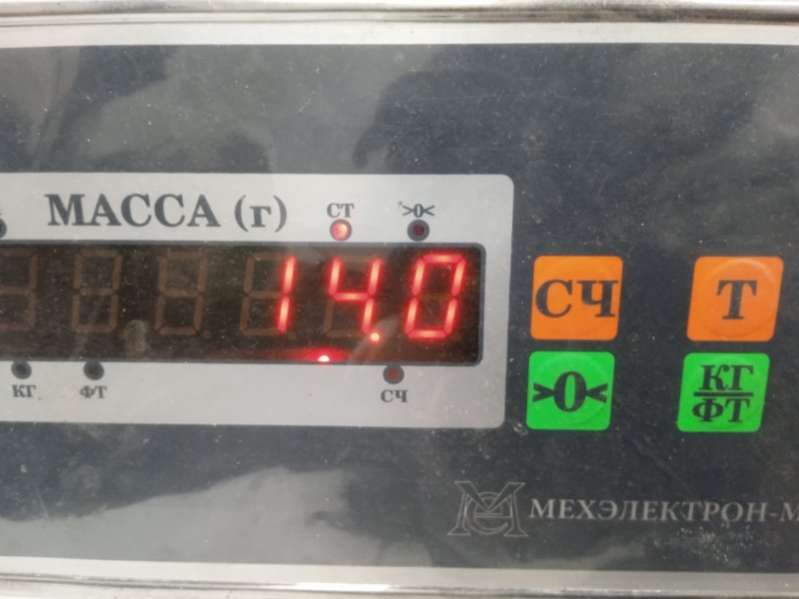 МАССА (г) СТ >0<
14.0
КГ ФТ СЧ
СЧ Т
>0< КГ
ФТ
МЕХЭЛЕКТРОН-М